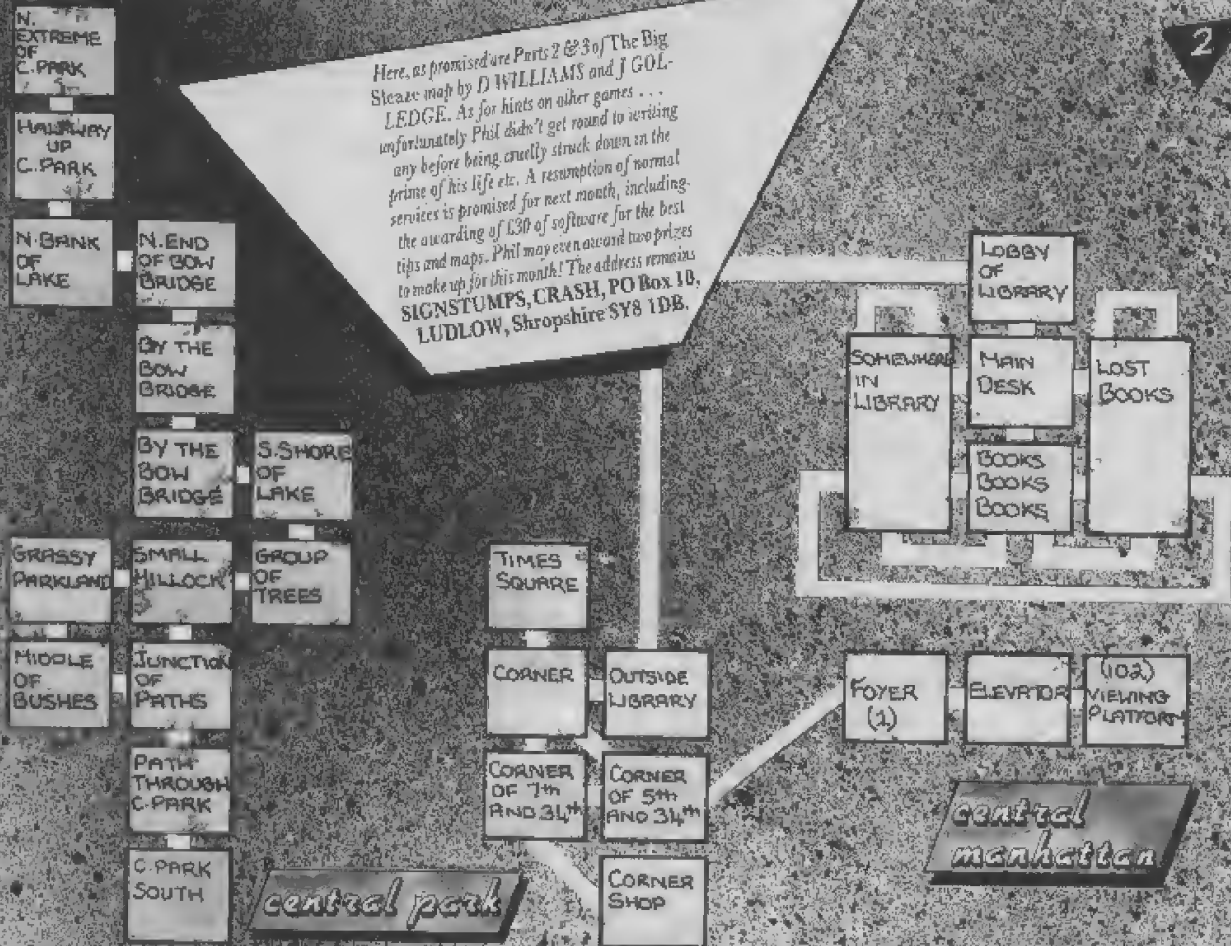 2
Here, as promised are Parts 2 & 3 of The Big
Sleaze map by D WILLIAMS and J GOL-
LEDGE. As for hints on other games . . .
unfortunately Phil didn't get round to writing
any before being cruelly struck down in the
prime of his life etc. A resumption of normal
services is promised for next month, including
the awarding of £30 of software for the best
tips and maps. Phil may even award two prizes
to make up for this month! The address remains
SIGNSTUMPS, CRASH, PO Box 10,
LUDLOW, Shropshire SY8 1DB,
N.
EXTREME
OF
C.PARK
HALFWAY
UP
C.PARK
N.BANK
OF
LAKE
N.END
OF BOW
BRIDGE
BY THE
BOW
BRIDGE
BY THE
BOW
BRIDGE
S.SHORE
OF
LAKE
GRASSY
PARKLAND
SMALL
HILLOCK
GROUP
OF
TREES
MIDDLE
OF
BUSHES
JUNCTION
OF
PATHS
PATH
THROUGH
C.PARK
C.PARK
SOUTH
central park
TIMES
SQUARE
CORNER
OUTSIDE
LIBRARY
CORNER
OF 7th
AND 34th
CORNER
OF 5th
AND 34th
CORNER
SHOP
LOBBY
OF
LIBRARY
SOMEWHERE
IN
LIBRARY
MAIN
DESK
LOST
BOOKS
BOOKS
BOOKS
BOOKS
FOYER
(1)
ELEVATOR
(102)
VIEWING
PLATFORM
central
manhattan